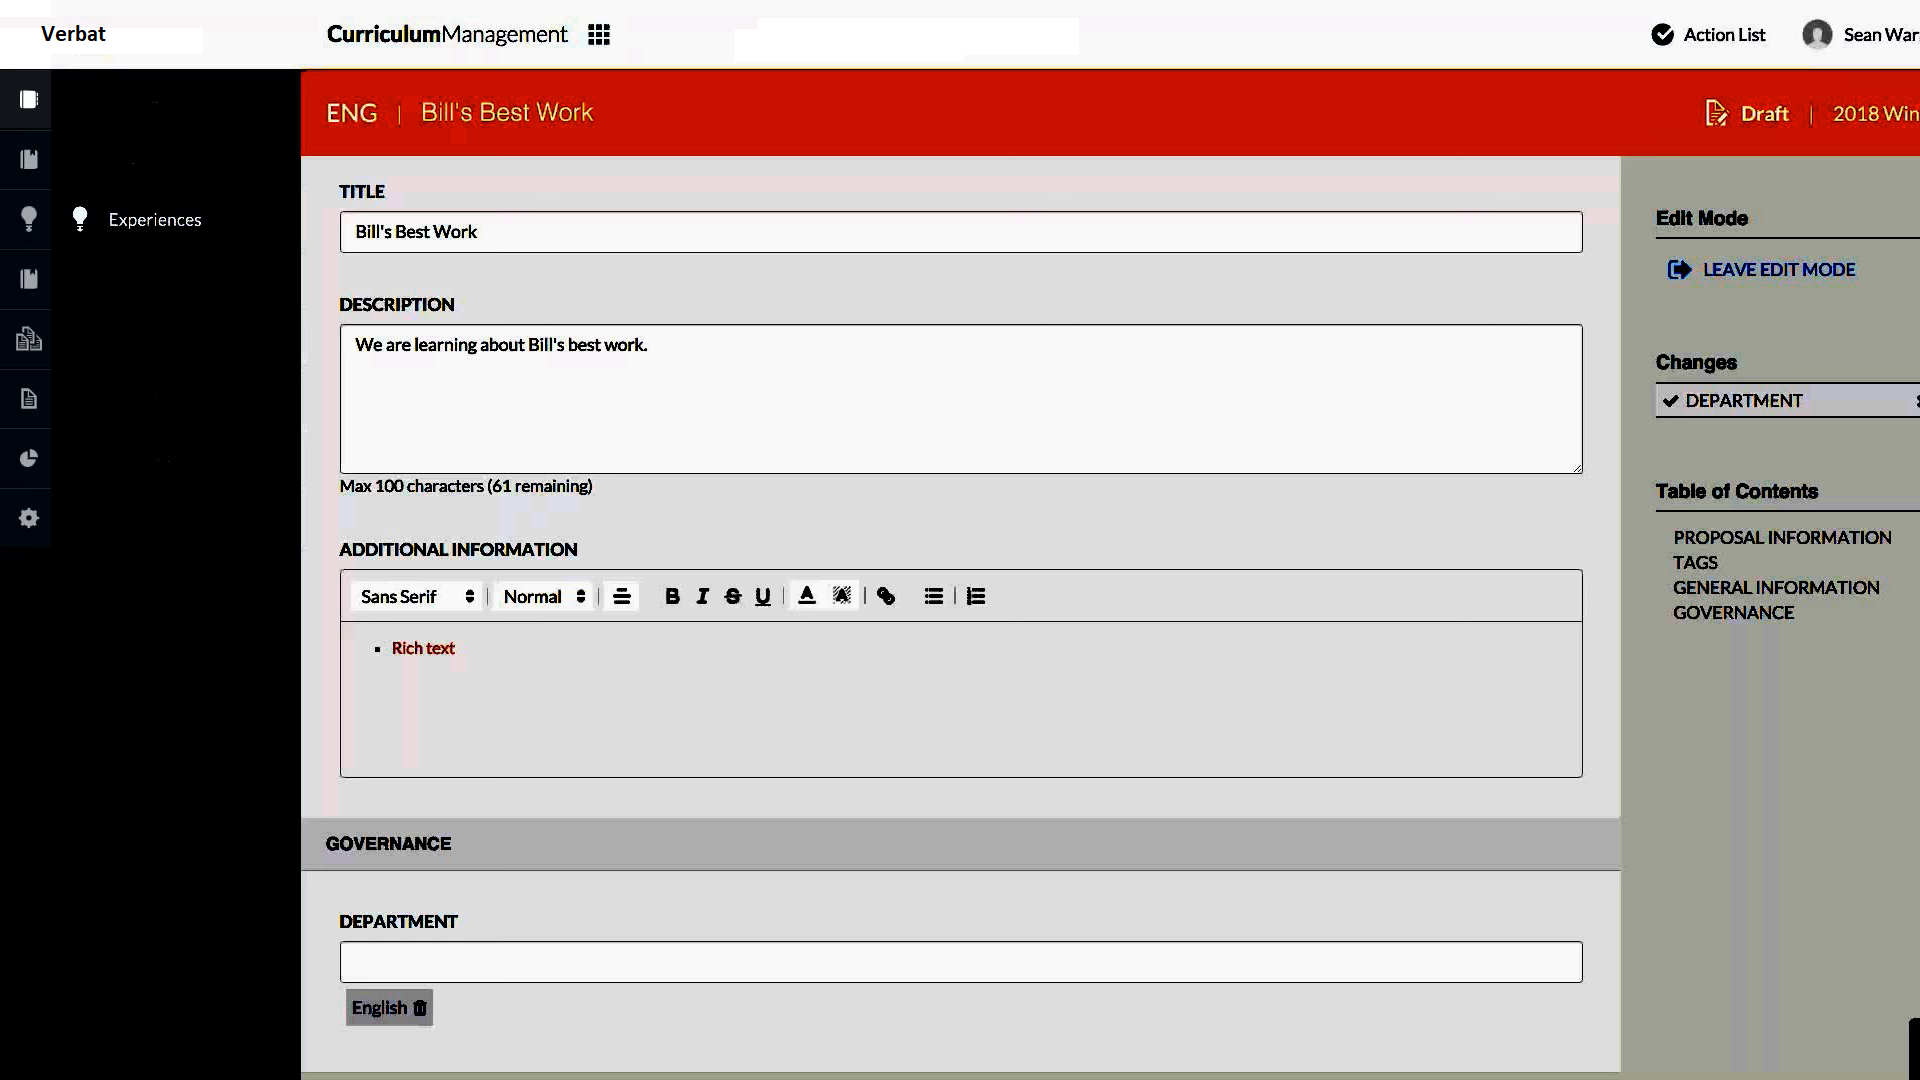 Verbat
CurriculumManagement
Action List
Sean War
ENG | Bill's Best Work
Draft | 2018 Win
Experiences
TITLE
Bill's Best Work
DESCRIPTION
We are learning about Bill's best work.
Max 100 characters (61 remaining)
ADDITIONAL INFORMATION
Sans Serif
Normal
B I S U A A
Rich text
GOVERNANCE
DEPARTMENT
English
Edit Mode
LEAVE EDIT MODE
Changes
DEPARTMENT
Table of Contents
PROPOSAL INFORMATION
TAGS
GENERAL INFORMATION
GOVERNANCE